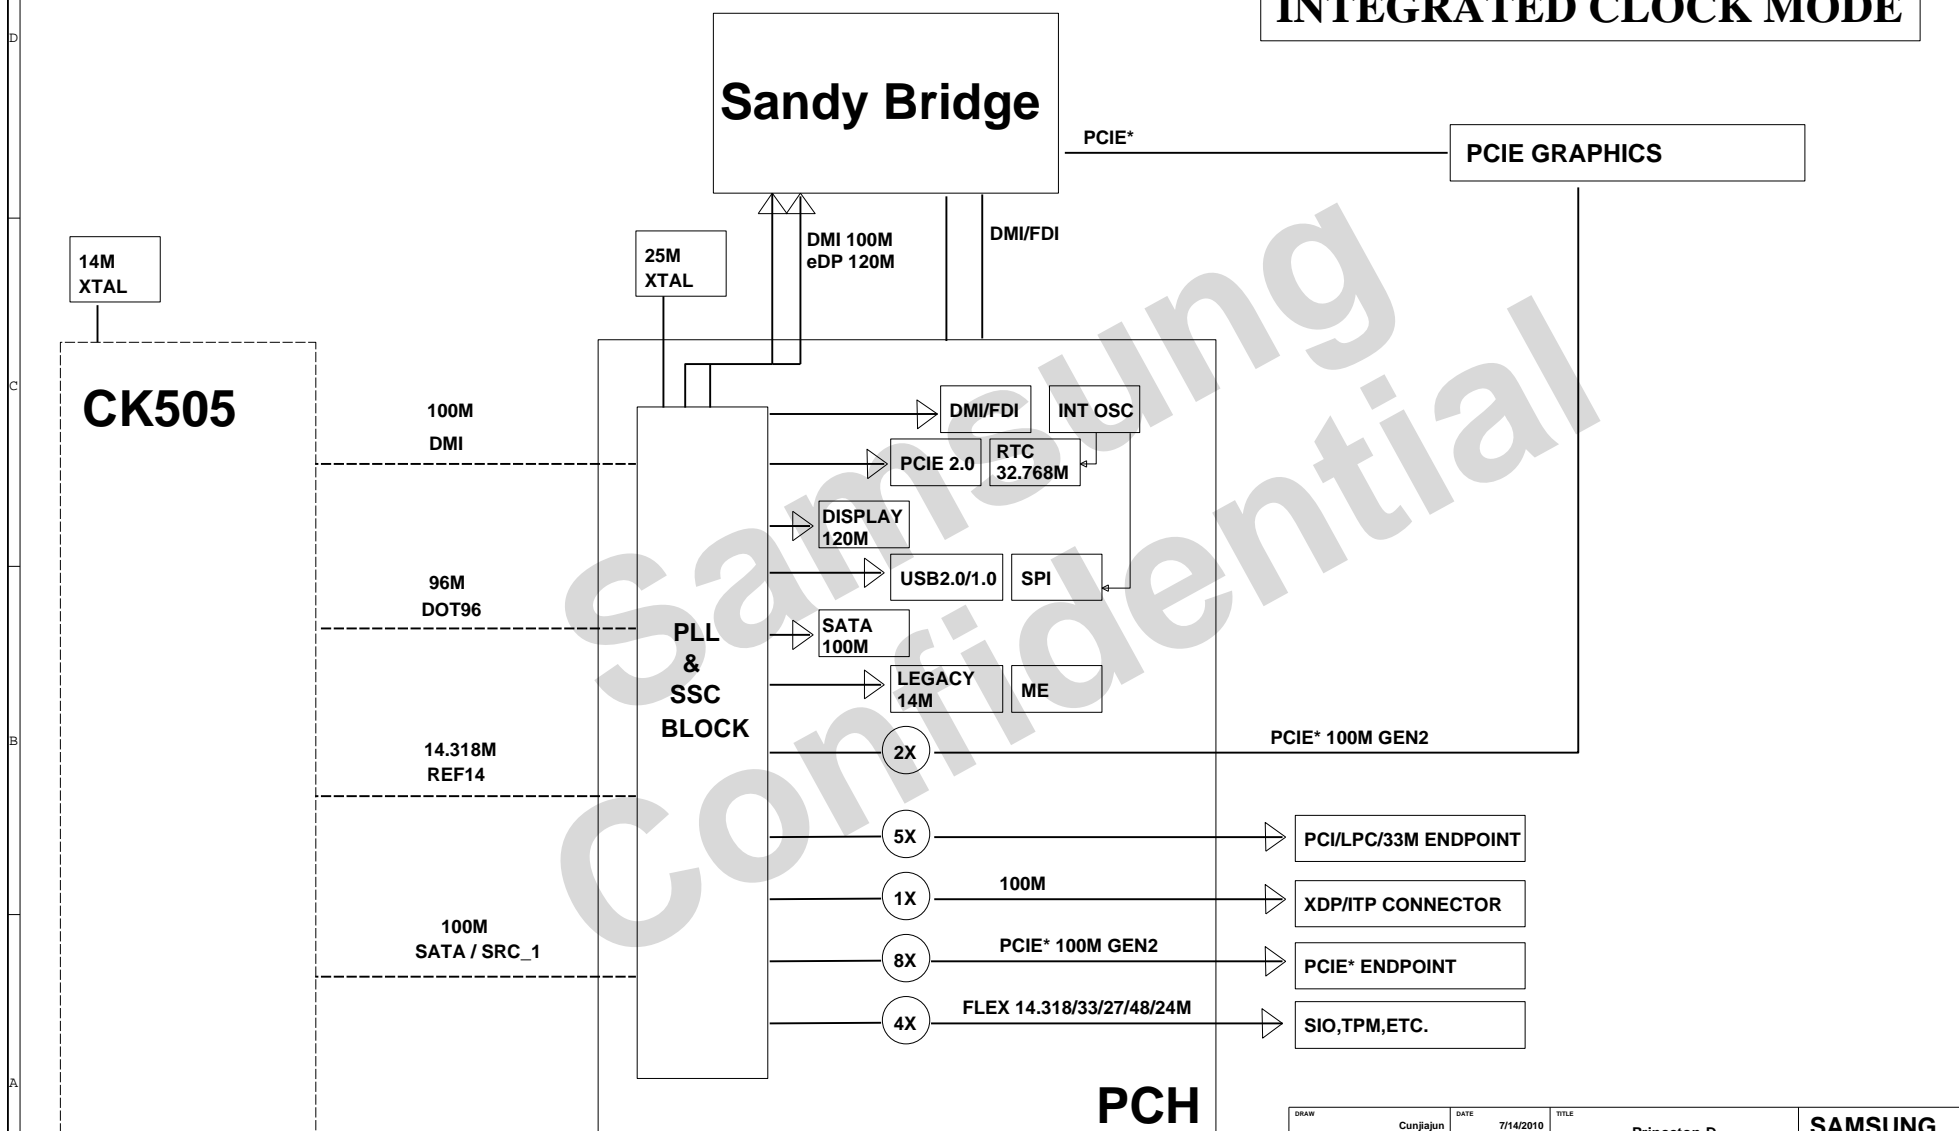 INTEGRATED CLOCK MODE
D
Sandy Bridge
PCIE*
PCIE GRAPHICS
14M
XTAL
25M
XTAL
DMI 100M
eDP 120M
DMI/FDI
C
CK505
100M
DMI
DMI/FDI
INT OSC
PCIE 2.0
RTC
32.768M
DISPLAY
120M
96M
DOT96
USB2.0/1.0
SPI
SATA
100M
PLL
&
SSC
BLOCK
LEGACY
14M
ME
B
14.318M
REF14
2X
PCIE* 100M GEN2
5X
PCI/LPC/33M ENDPOINT
1X
100M
XDP/ITP CONNECTOR
100M
SATA / SRC_1
8X
PCIE* 100M GEN2
PCIE* ENDPOINT
4X
FLEX 14.318/33/27/48/24M
SIO,TPM,ETC.
A
PCH
Samsung
Confidential
DRAW
Cunjiajun
DATE
7/14/2010
TITLE
SAMSUNG